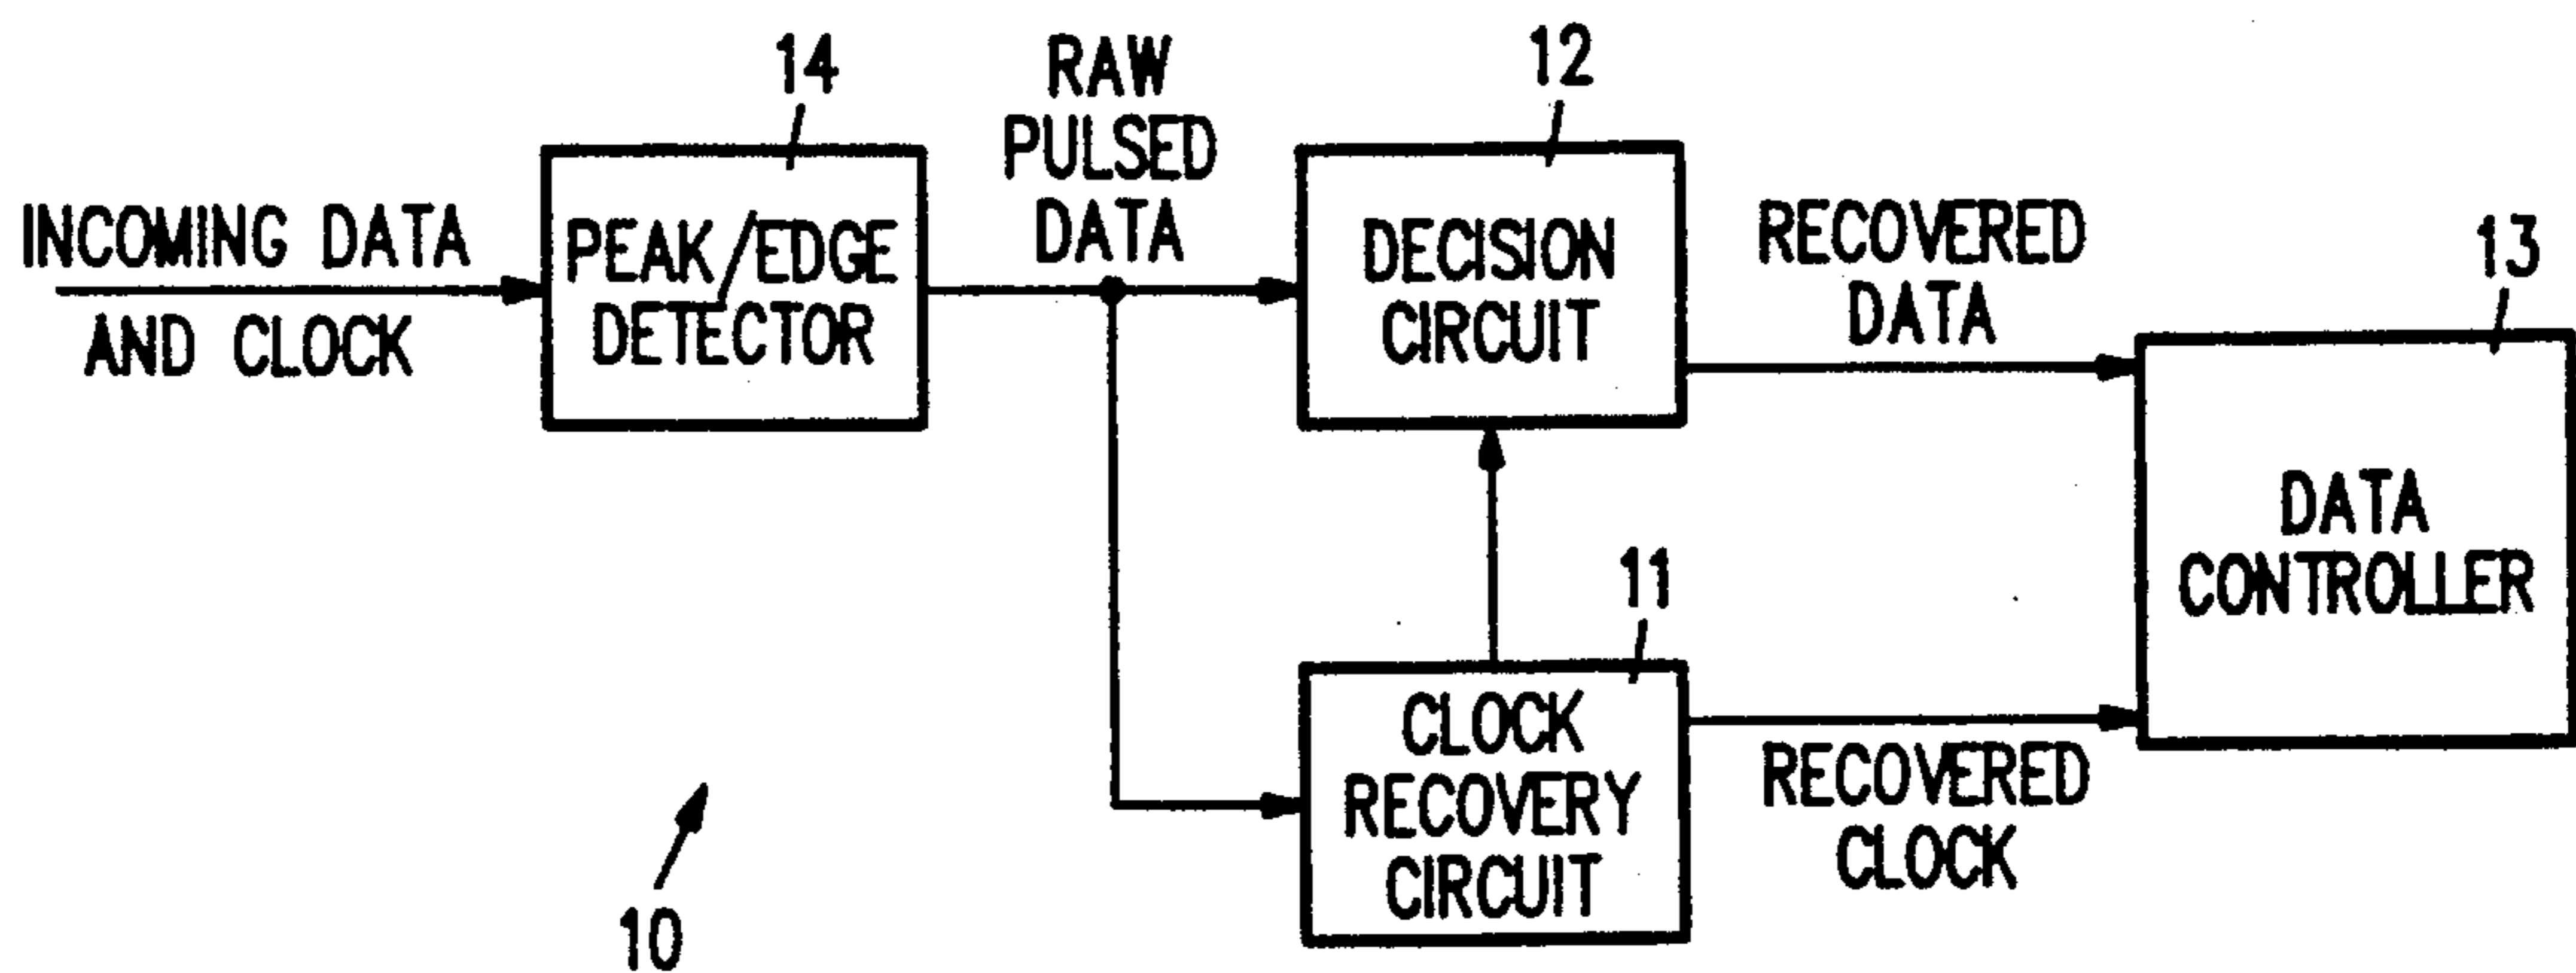 14
RAW
PULSED
DATA
12
INCOMING DATA
AND CLOCK
PEAK/EDGE
DETECTOR
DECISION
CIRCUIT
RECOVERED
DATA
13
DATA
CONTROLLER
11
CLOCK
RECOVERY
CIRCUIT
RECOVERED
CLOCK
10